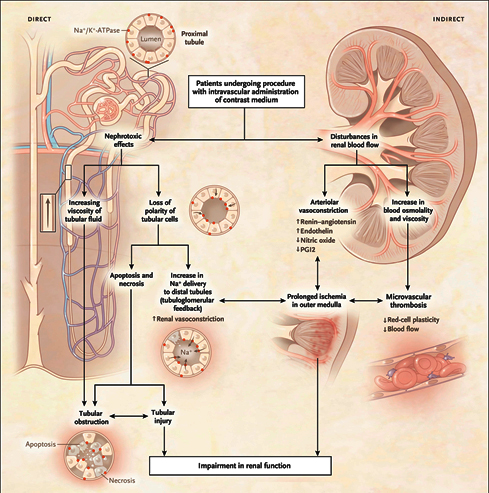 DIRECT
INDIRECT
Na+/K+-ATPase
Lumen
Proximal
tubule
Patients undergoing procedure
with intravascular administration
of contrast medium
Nephrotoxic
effects
Disturbances in
renal blood flow
Increasing
viscosity of
tubular fluid
Loss of
polarity of
tubular cells
Arteriolar
vasoconstriction
↑ Renin–angiotensin
↑ Endothelin
↓ Nitric oxide
↓ PGI2
Increase in
blood osmolality
and viscosity
Apoptosis and
necrosis
Increase in
Na+ delivery
to distal tubules
(tubuloglomerular
feedback)
↑ Renal vasoconstriction
Prolonged ischemia
in outer medulla
Microvascular
thrombosis
↓ Red-cell plasticity
↓ Blood flow
Na+
Tubular
obstruction
Tubular
injury
Apoptosis
Necrosis
Impairment in renal function